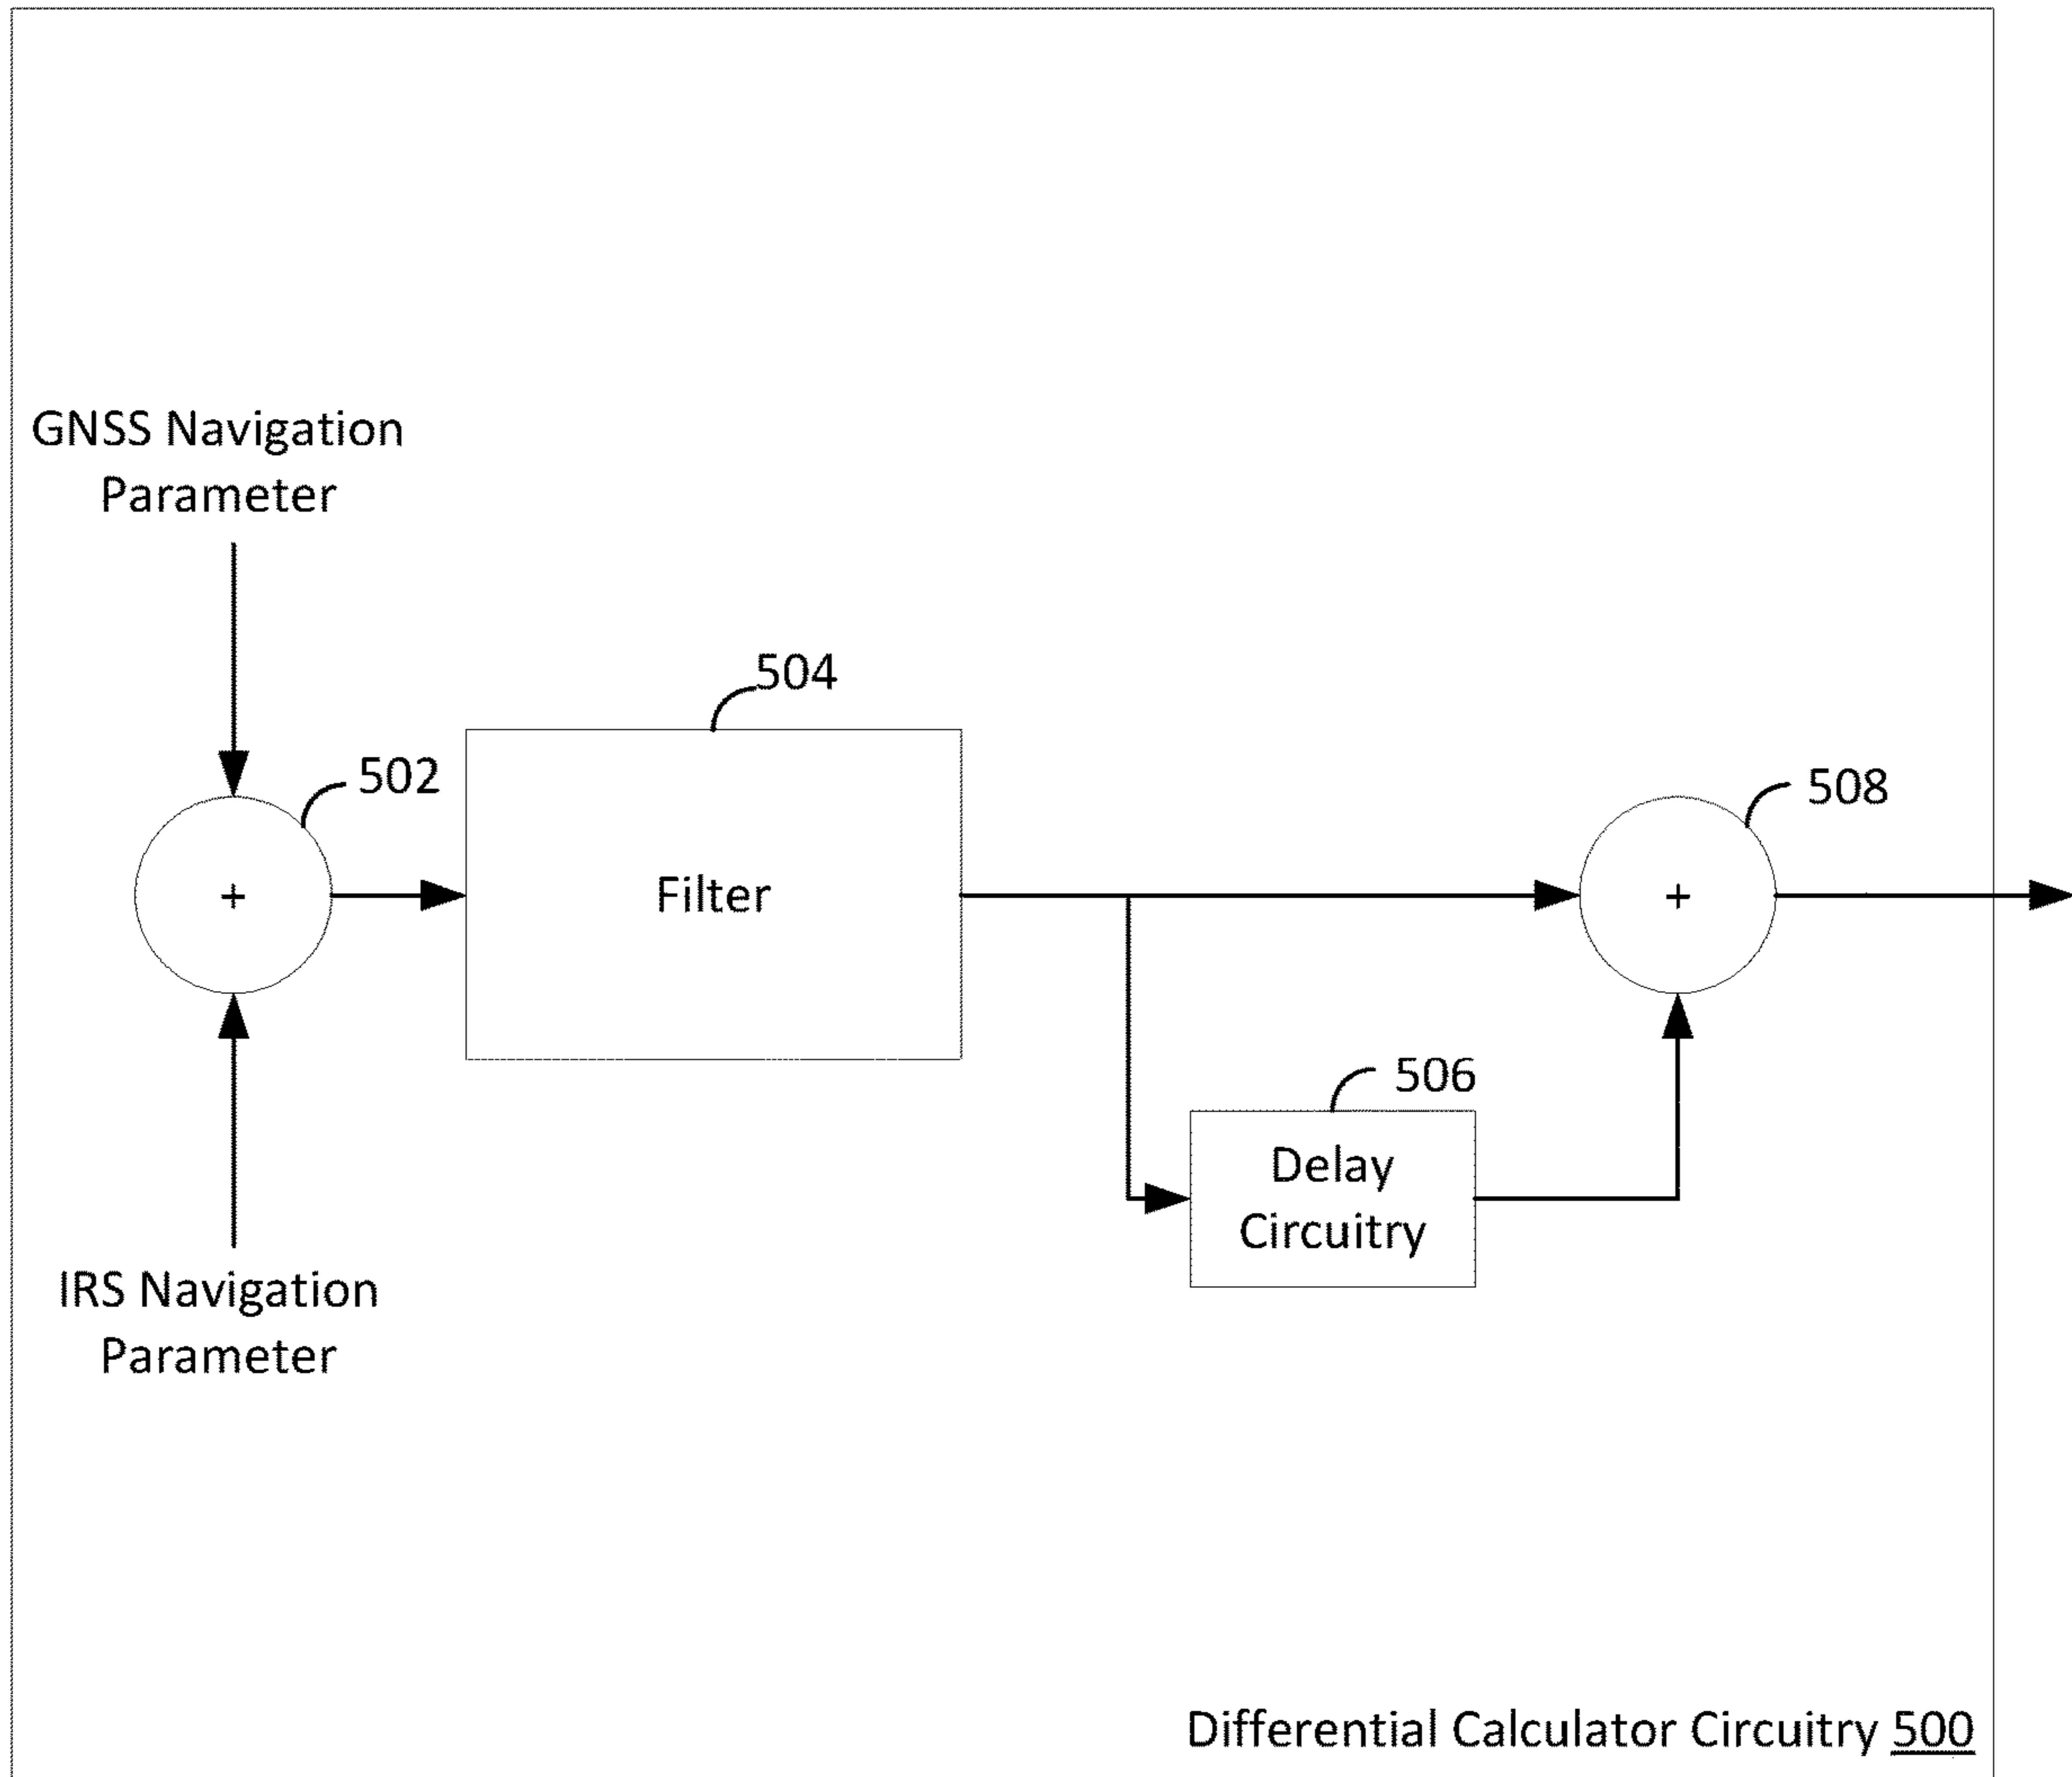 GNSS Navigation
Parameter
504
502
508
+
Filter
+
506
Delay
Circuitry
IRS Navigation
Parameter
Differential Calculator Circuitry 500